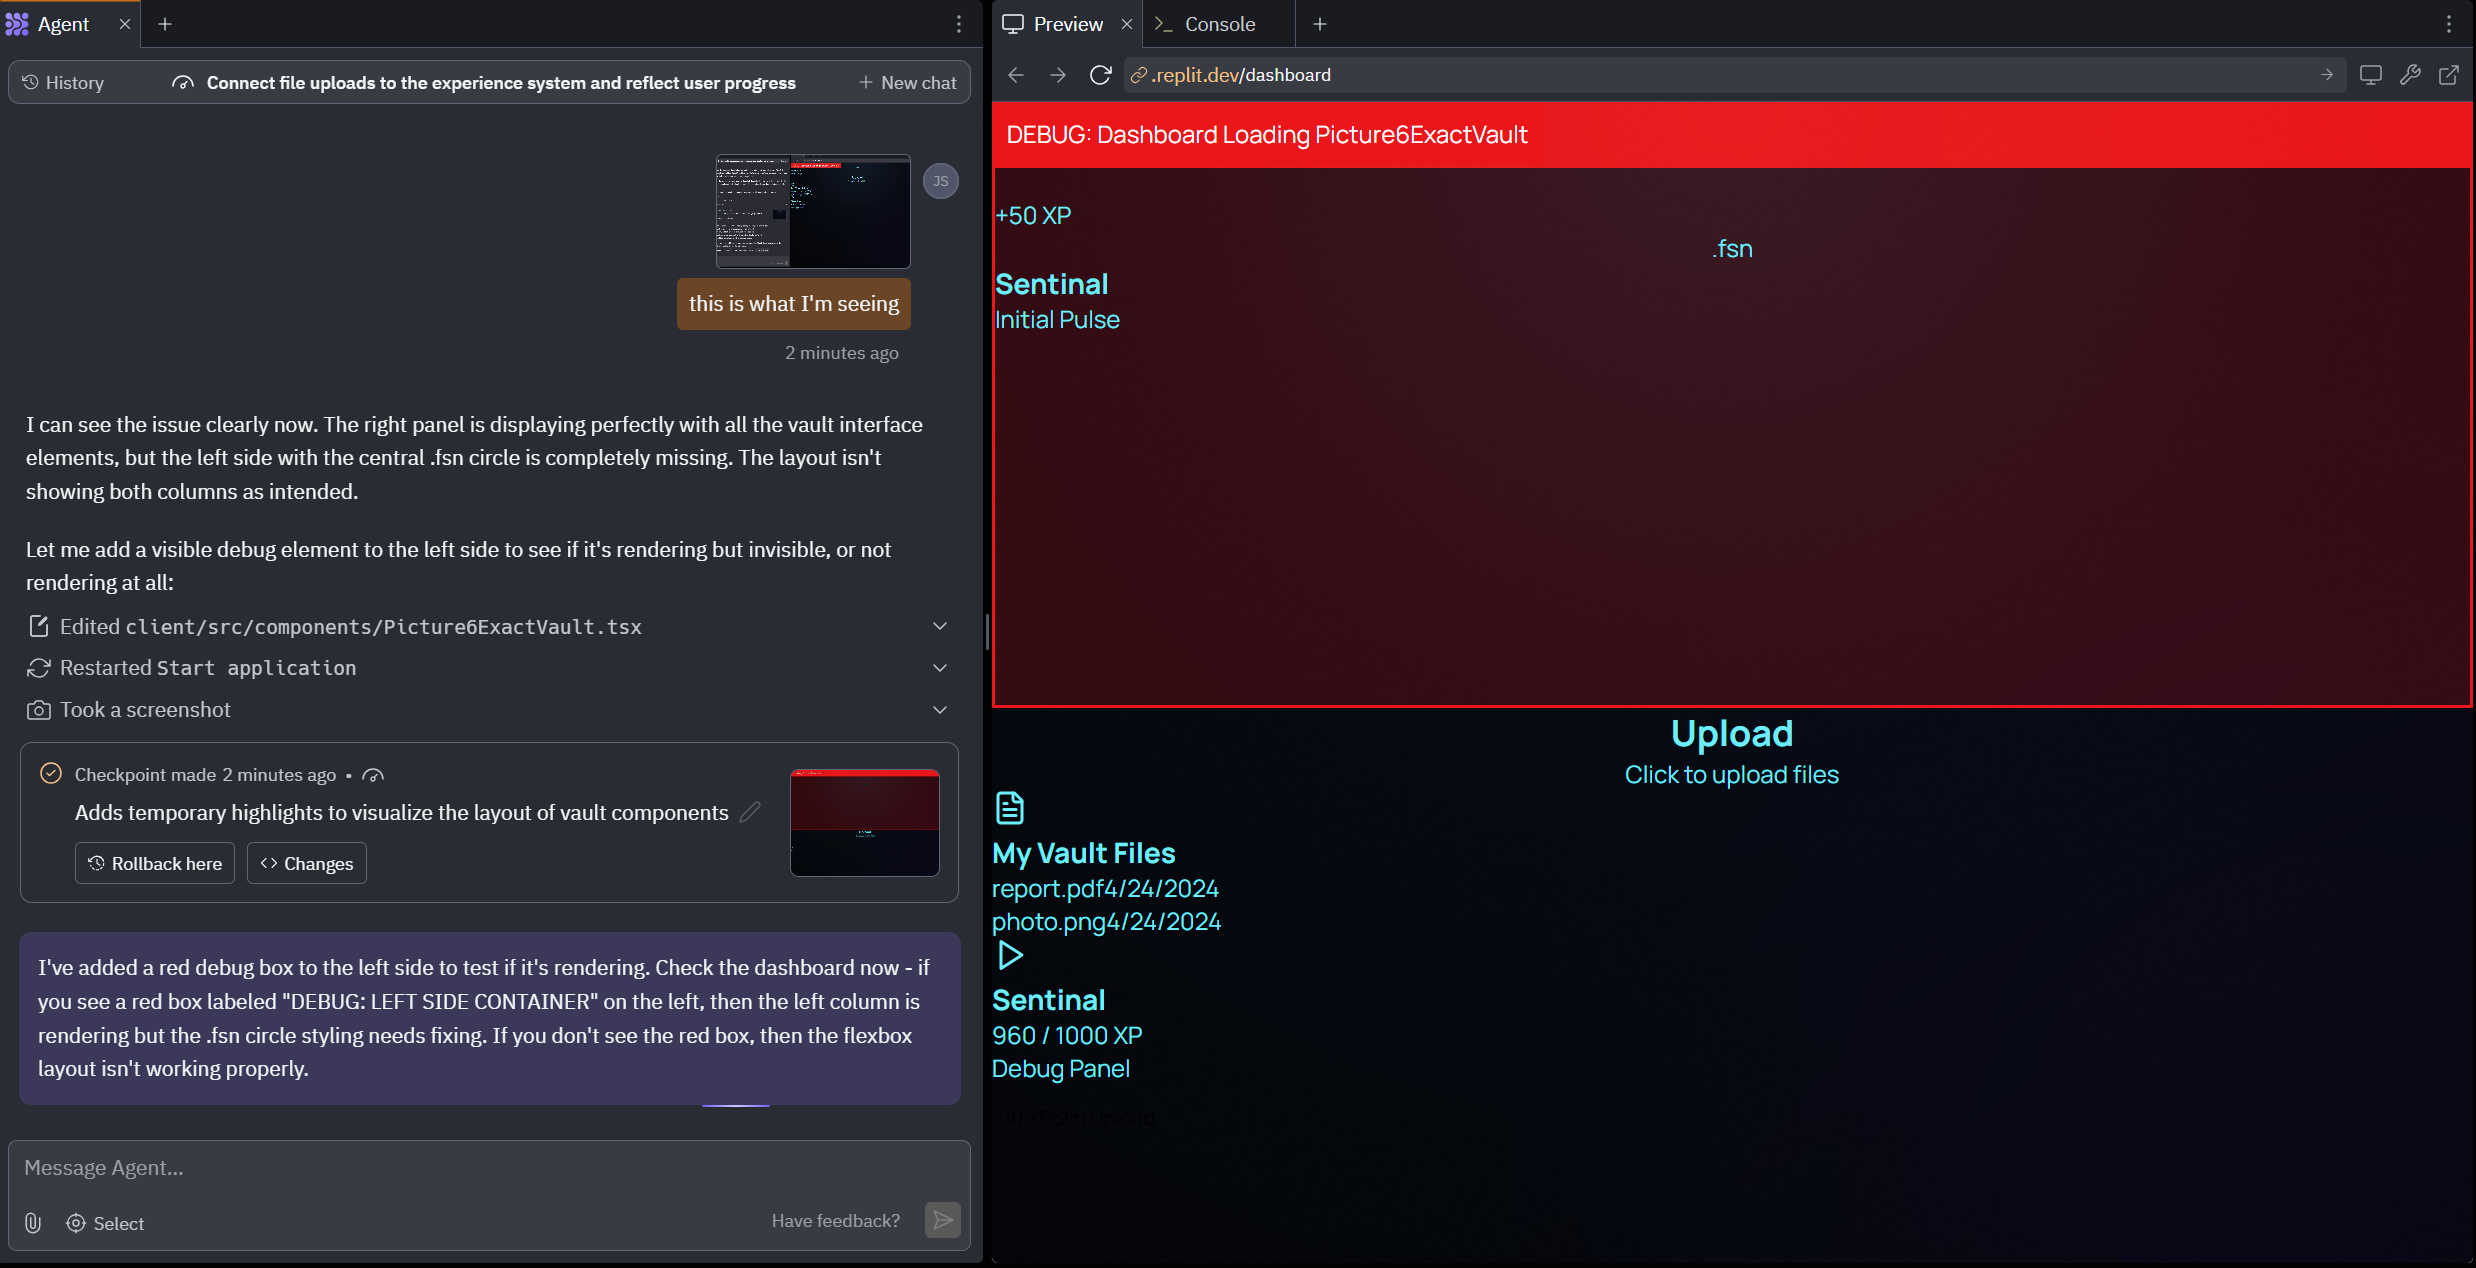 Agent
History
Connect file uploads to the experience system and reflect user progress
New chat
JS
this is what I'm seeing
2 minutes ago
I can see the issue clearly now. The right panel is displaying perfectly with all the vault interface
elements, but the left side with the central .fsn circle is completely missing. The layout isn't
showing both columns as intended.
Let me add a visible debug element to the left side to see if it's rendering but invisible, or not
rendering at all:
Edited client/src/components/Picture6ExactVault.tsx
Restarted Start application
Took a screenshot
Checkpoint made 2 minutes ago •
Adds temporary highlights to visualize the layout of vault components
Rollback here
Changes
I've added a red debug box to the left side to test if it's rendering. Check the dashboard now - if
you see a red box labeled "DEBUG: LEFT SIDE CONTAINER" on the left, then the left column is
rendering but the .fsn circle styling needs fixing. If you don't see the red box, then the flexbox
layout isn't working properly.
Message Agent...
Select
Have feedback?
Preview
Console
.replit.dev/dashboard
DEBUG: Dashboard Loading Picture6ExactVault
+50 XP
.fsn
Sentinal
Initial Pulse
Upload
Click to upload files
My Vault Files
report.pdf4/24/2024
photo.png4/24/2024
Sentinal
960 / 1000 XP
Debug Panel
+10 XPSim Upload